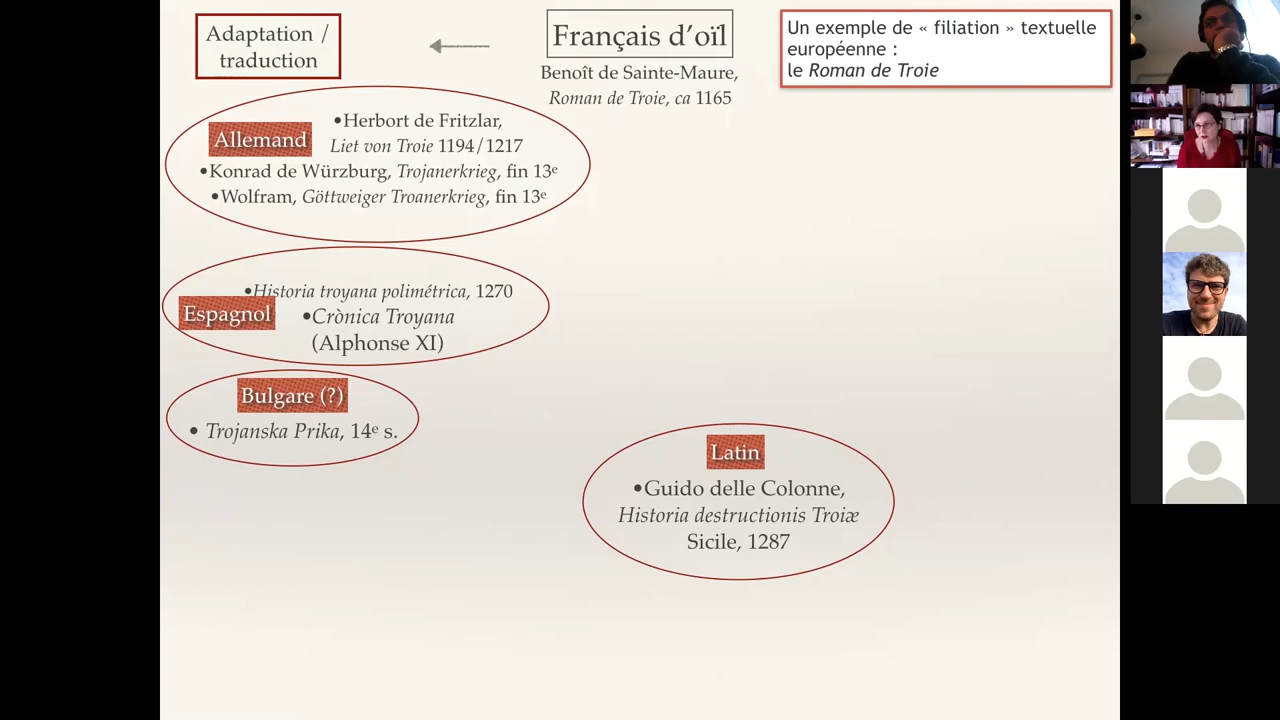 Adaptation /
traduction
Français d'oïl
Benoît de Sainte-Maure,
Roman de Troie, ca 1165
Un exemple de « filiation » textuelle
européenne :
le Roman de Troie
Allemand
•Herbort de Fritzlar,
Liet von Troie 1194/1217
•Konrad de Würzburg, Trojanerkrieg, fin 13e
•Wolfram, Göttweiger Troanerkrieg, fin 13e
•Historia troyana polimétrica, 1270
Espagnol
•Crònica Troyana
(Alphonse XI)
Bulgare (?)
• Trojanska Prika, 14e s.
Latin
•Guido delle Colonne,
Historia destructionis Troiæ
Sicile, 1287